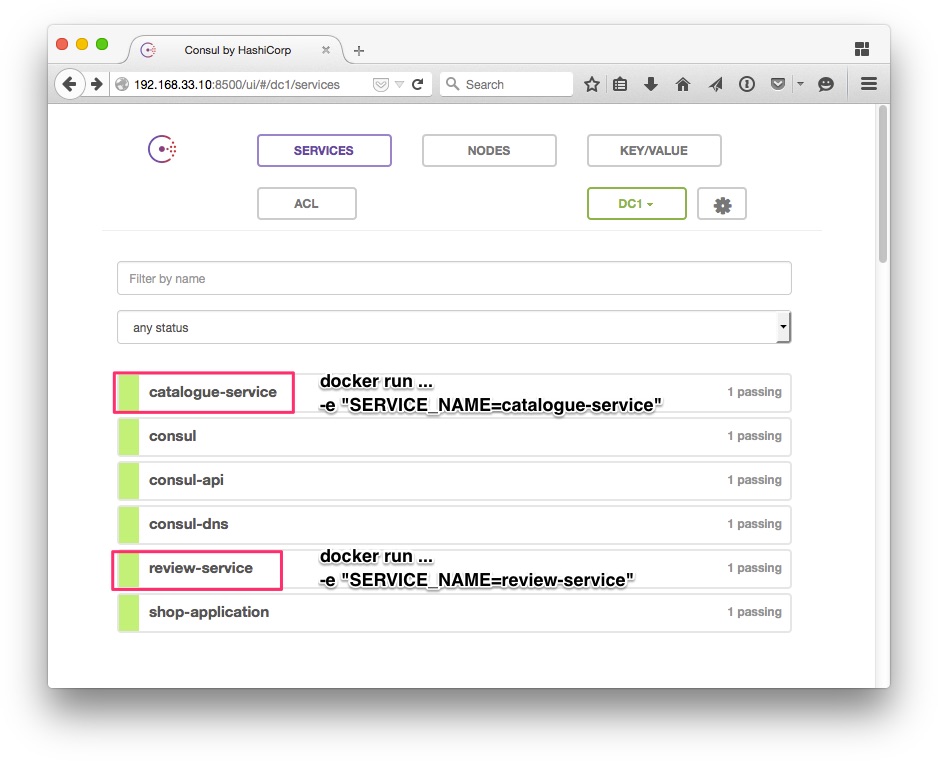 Consul by HashiCorp
192.168.33.10:8500/ui/#/dc1/services
Search
SERVICES
NODES
KEY/VALUE
ACL
DC1
Filter by name
any status
catalogue-service
docker run ...
-e "SERVICE_NAME=catalogue-service"
1 passing
consul
1 passing
consul-api
1 passing
consul-dns
1 passing
review-service
docker run ...
-e "SERVICE_NAME=review-service"
1 passing
shop-application
1 passing